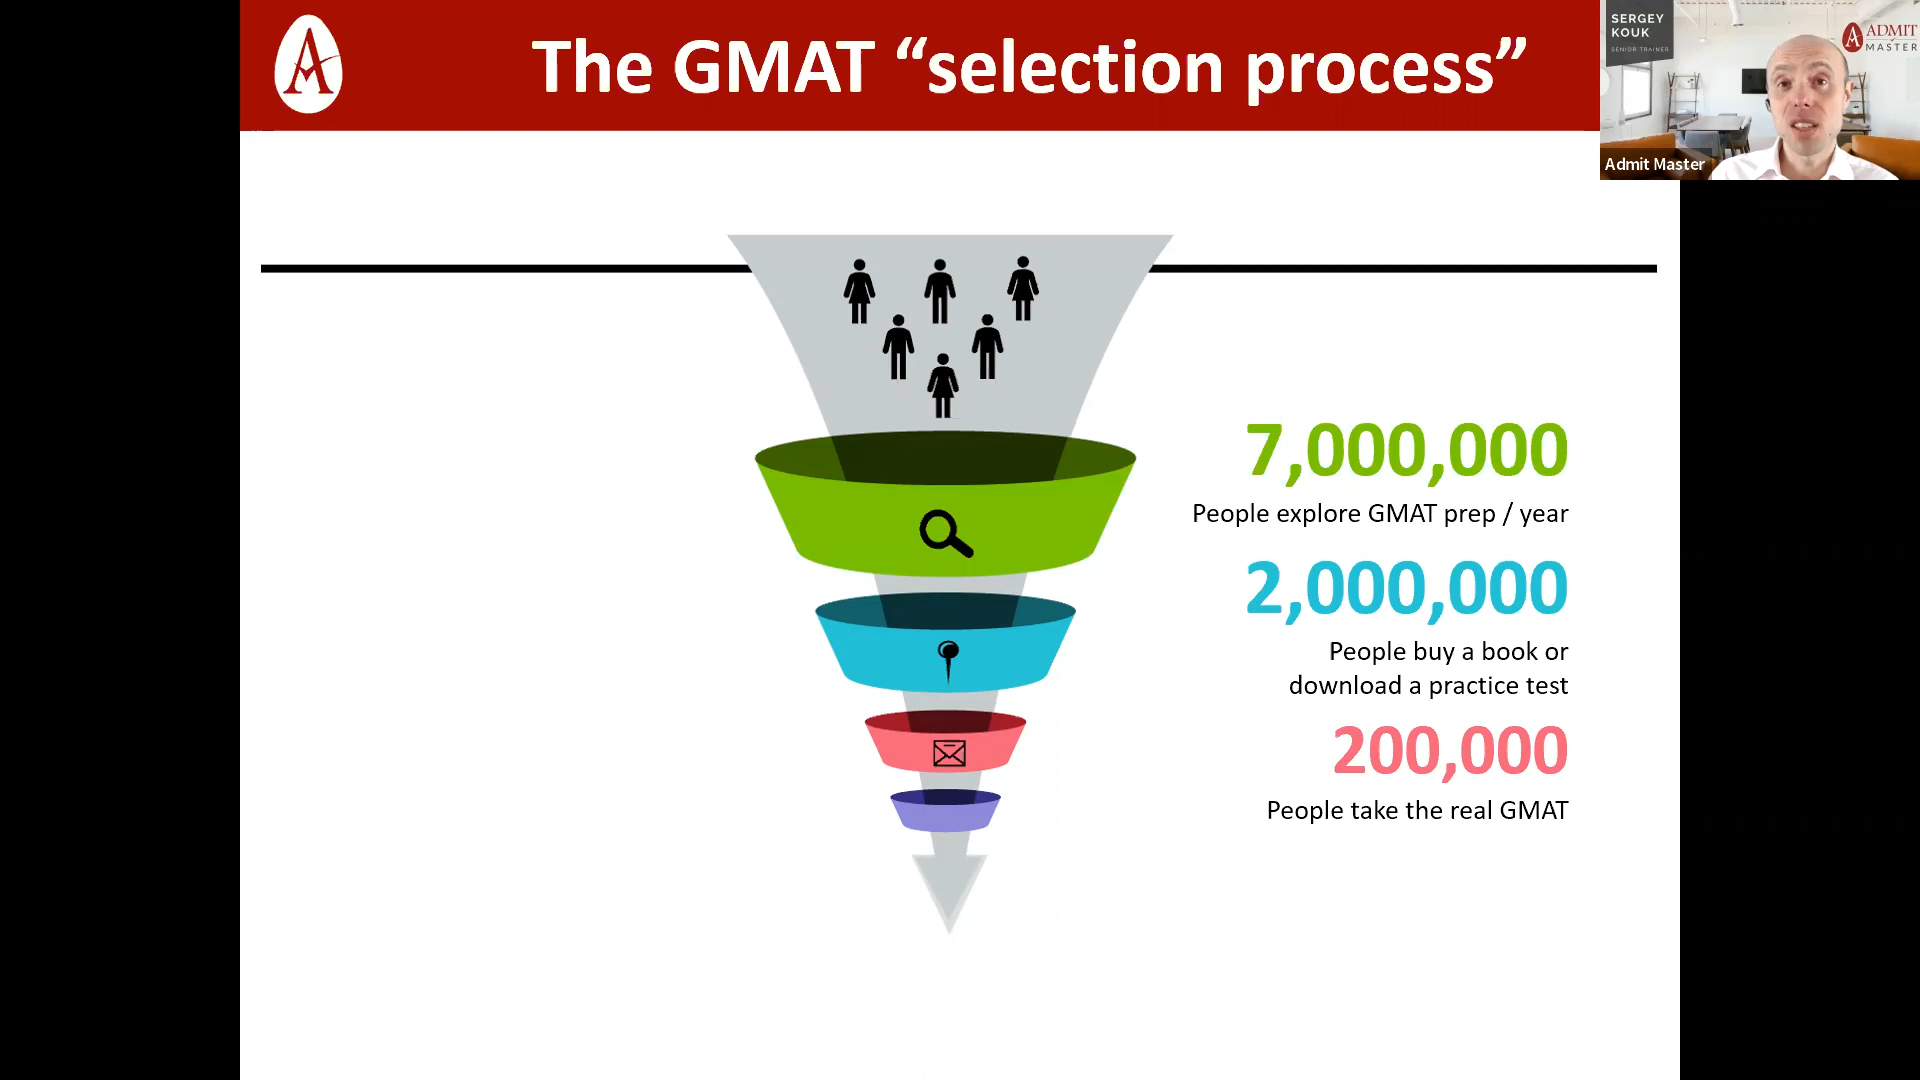 The GMAT “selection process”
SERGEY
KOUK
SENIOR TRAINER
ADMIT
MASTER
Admit Master
7,000,000
People explore GMAT prep / year
2,000,000
People buy a book or
download a practice test
200,000
People take the real GMAT